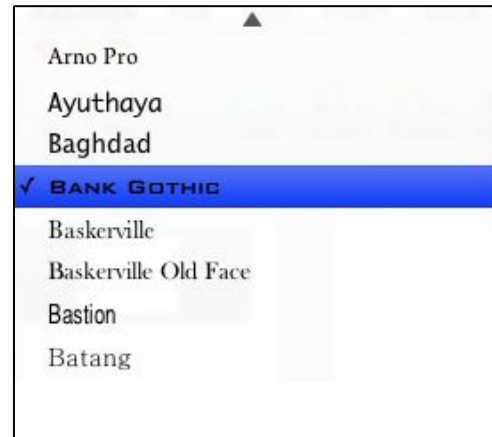 Arno Pro
Ayuthaya
Baghdad
✓ Bank Gothic
Baskerville
Baskerville Old Face
Bastion
Batang